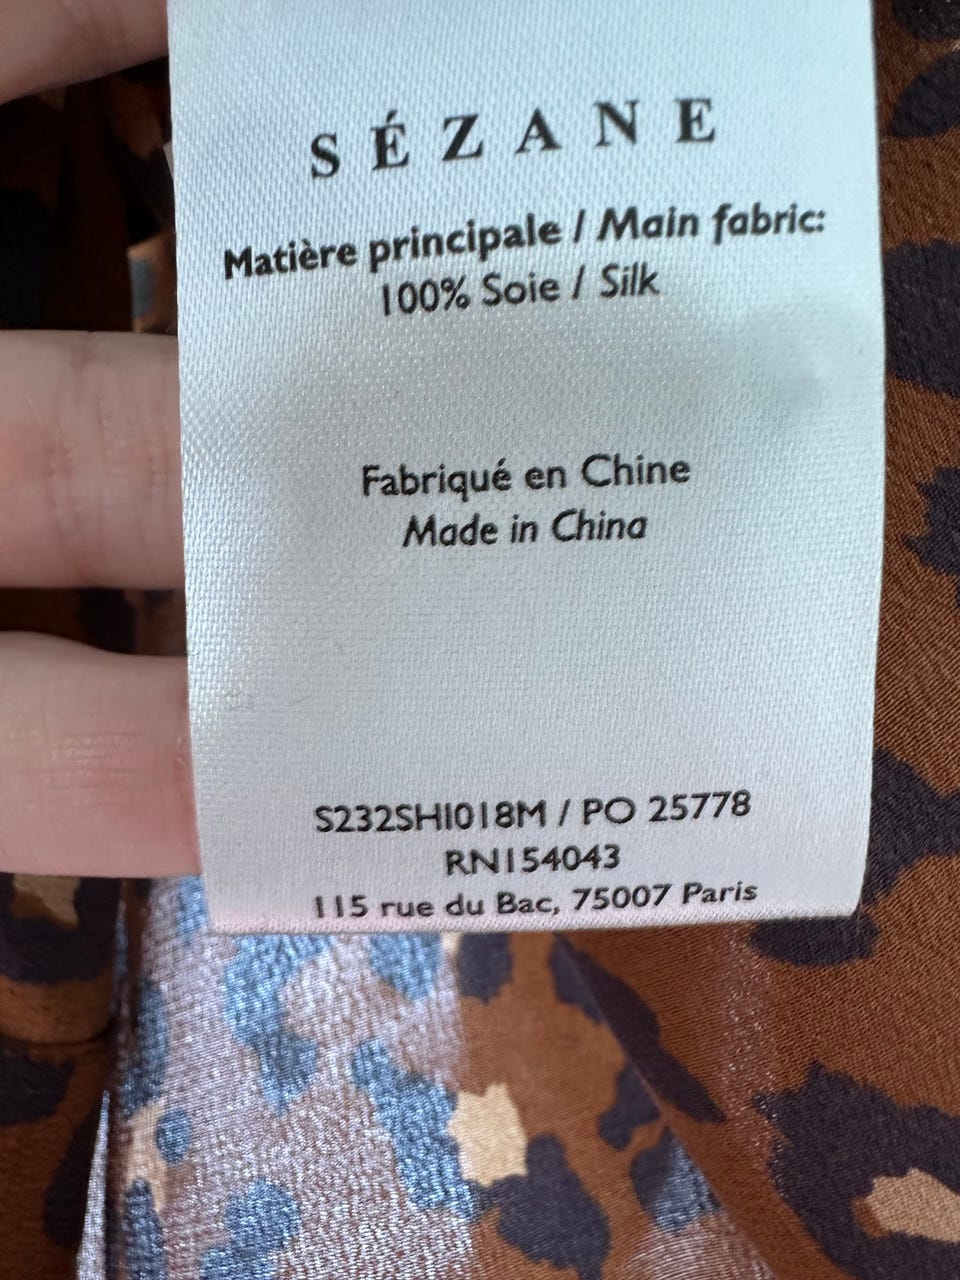 SÉZANE
Matière principale / Main fabric:
100% Soie / Silk
Fabriqué en Chine
Made in China
S232SHI018M / PO 25778
RN154043
115 rue du Bac, 75007 Paris